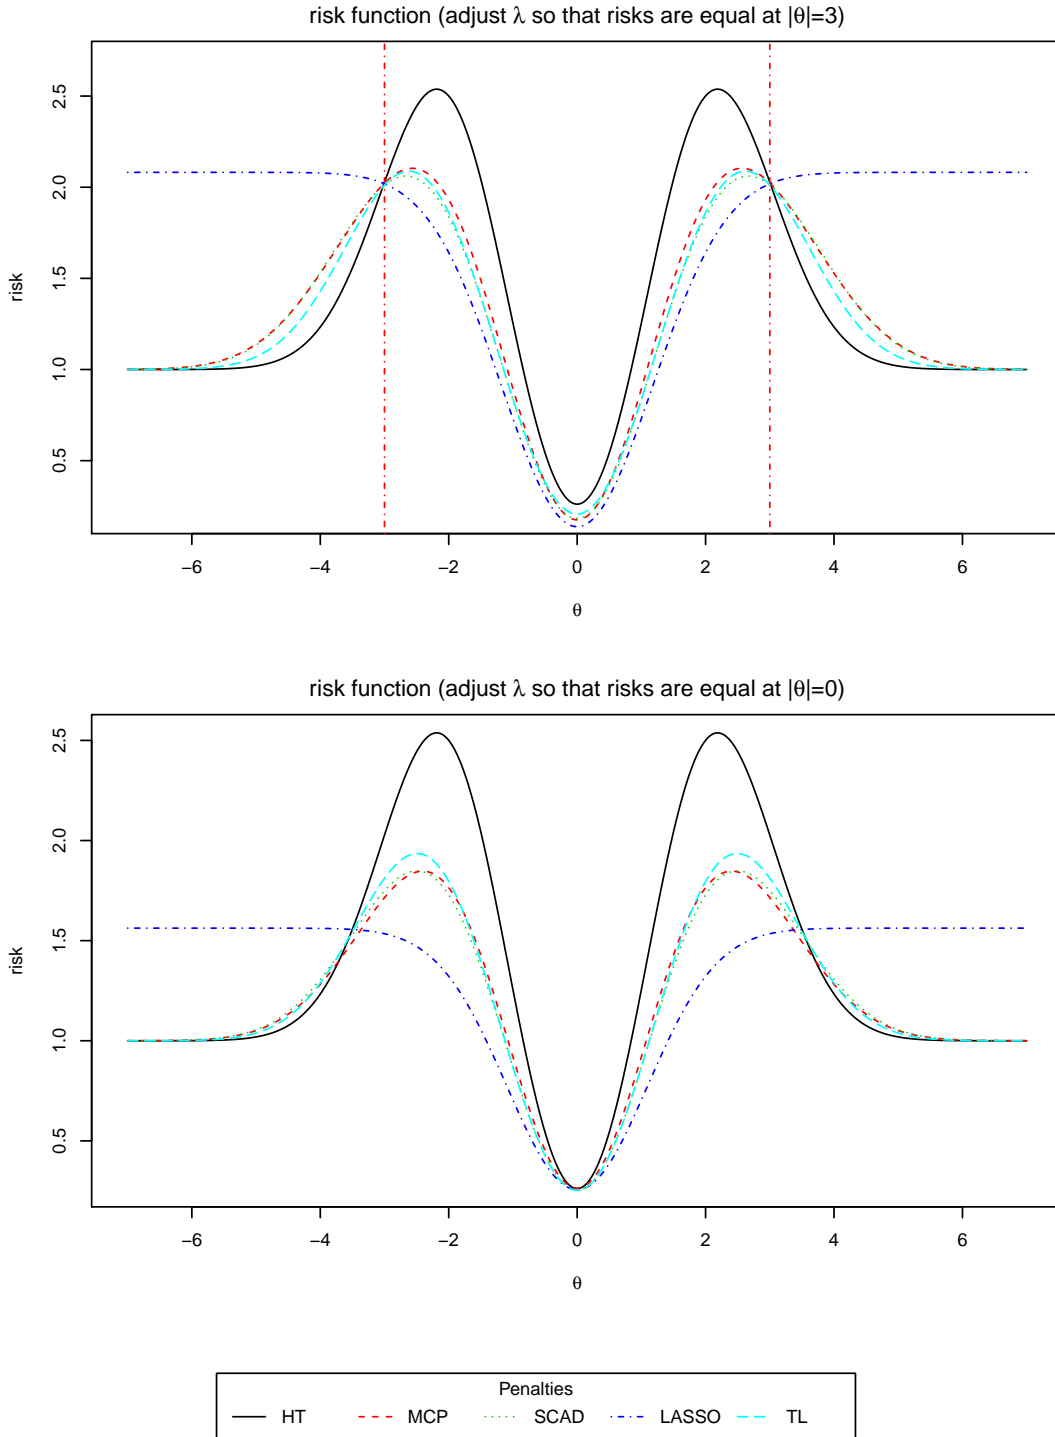 risk function (adjust λ so that risks are equal at |θ|=3)
2.5
2.0
1.5
1.0
0.5
risk
−6 −4 −2 0 2 4 6
θ
risk function (adjust λ so that risks are equal at |θ|=0)
2.5
2.0
1.5
1.0
0.5
risk
−6 −4 −2 0 2 4 6
θ
Penalties
HT MCP SCAD LASSO TL